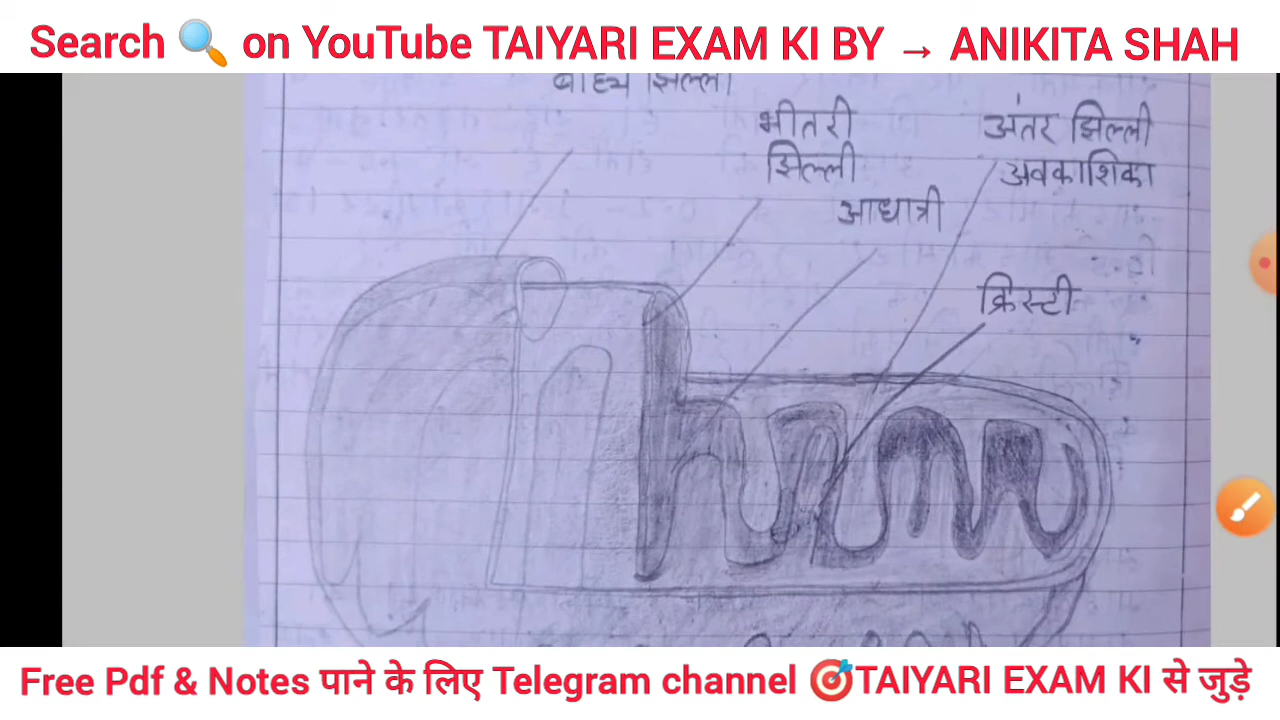 Search 🔍 on YouTube TAIYARI EXAM KI BY → ANIKITA SHAH
बाह्य झिल्ली
भीतरी
झिल्ली
अंतर झिल्ली
अवकाशिका
आधात्री
क्रिस्टी
Free Pdf & Notes पाने के लिए Telegram channel 🎯TAIYARI EXAM KI से जुड़े